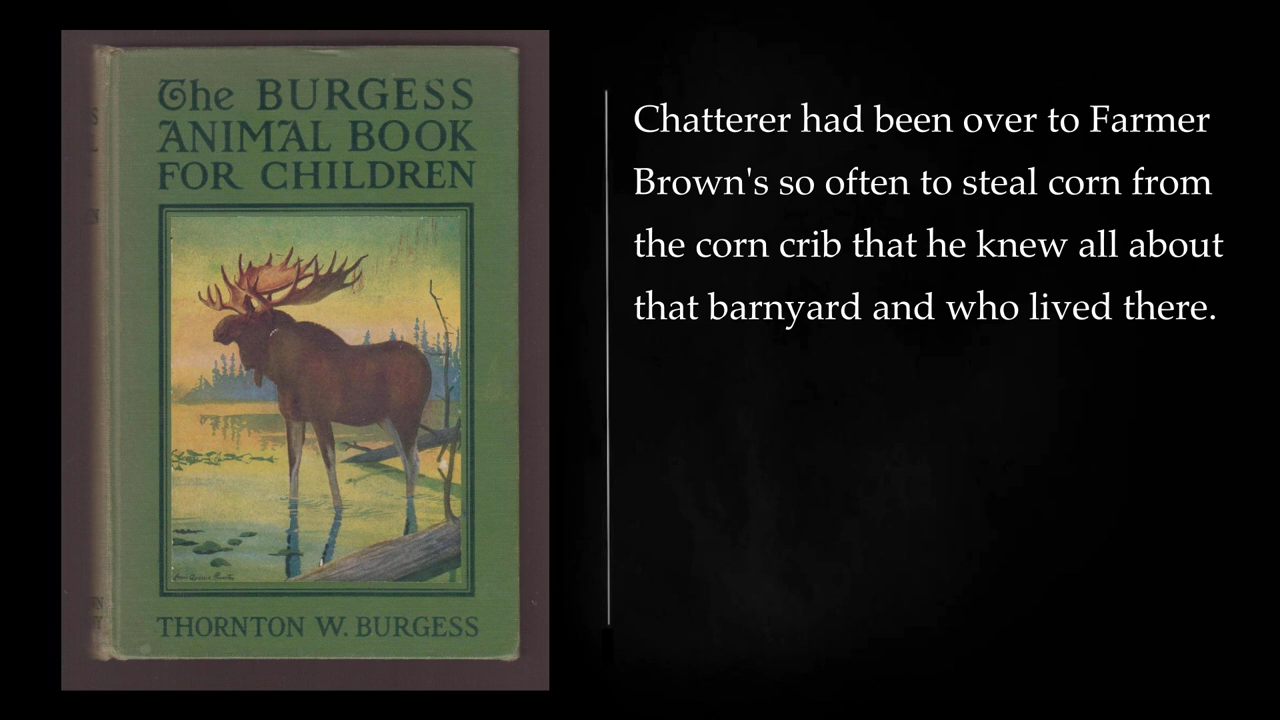 The BURGESS
ANIMAL BOOK
FOR CHILDREN
THORNTON W. BURGESS
Chatterer had been over to Farmer
Brown's so often to steal corn from
the corn crib that he knew all about
that barnyard and who lived there.